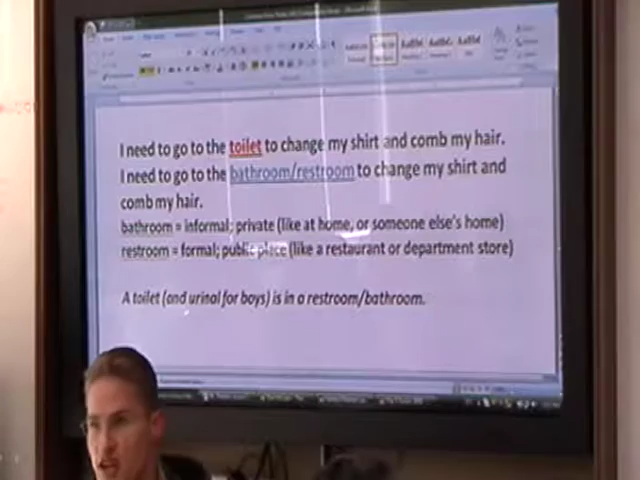 I need to go to the toilet to change my shirt and comb my hair.
I need to go to the bathroom/restroom to change my shirt and
comb my hair.
bathroom = informal; private (like at home, or someone else's home)
restroom = formal; public place (like a restaurant or department store)
A toilet (and urinal for boys) is in a restroom/bathroom.